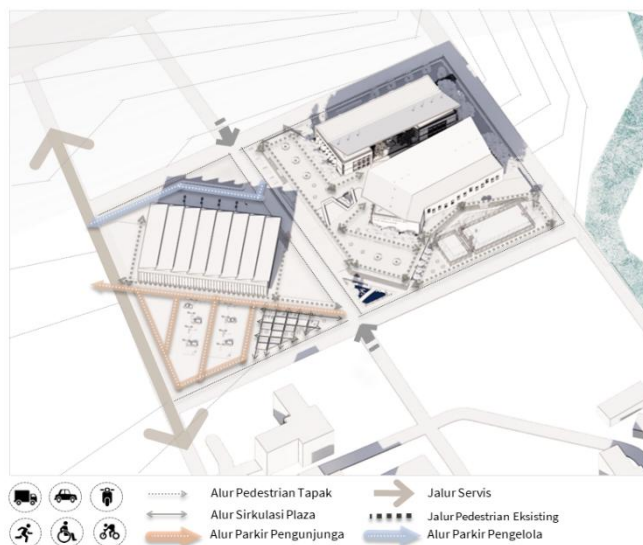 Alur Pedestrian Tapak
Jalur Servis
Alur Sirkulasi Plaza
Jalur Pedestrian Eksisting
Alur Parkir Pengunjunga
Alur Parkir Pengelola